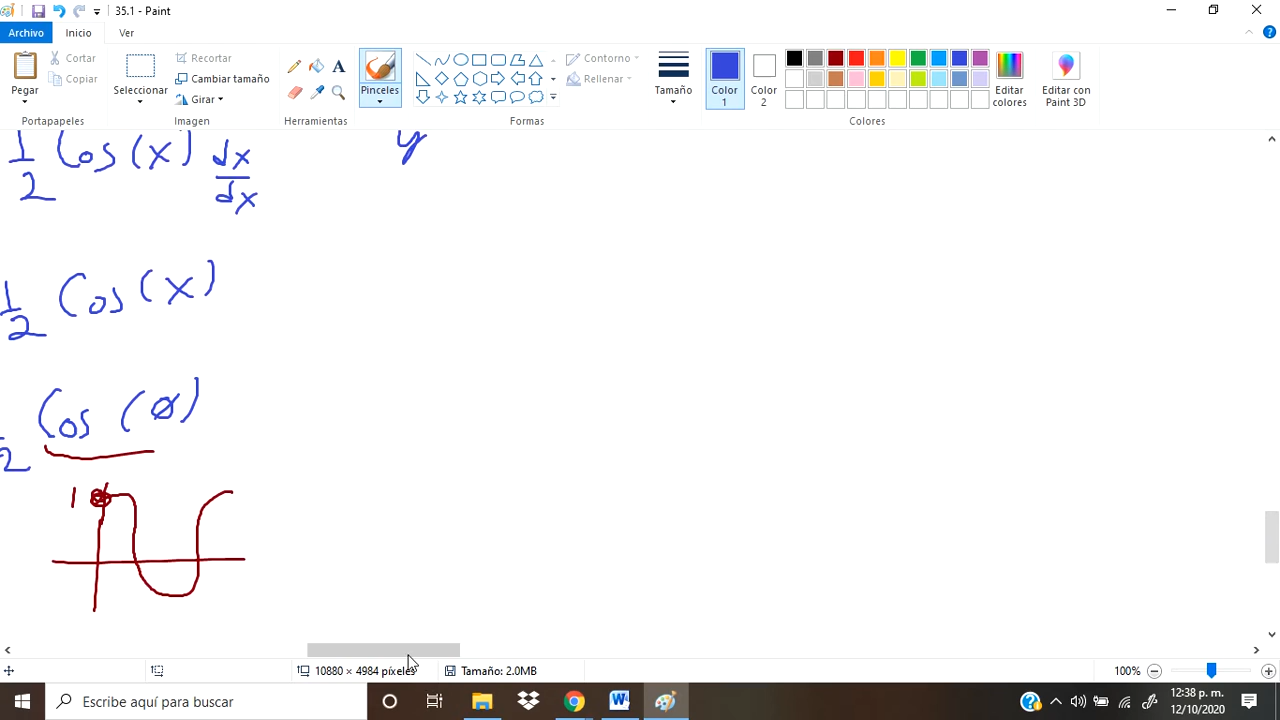 35.1 - Paint
Archivo Inicio Ver
Pegar
Cortar
Copiar
Portapapeles
Seleccionar
Recortar
Cambiar tamaño
Girar
Imagen
A
Herramientas
Pinceles
Contorno
Rellenar
Formas
Tamaño
Color 1
Color 2
Editar colores
Editar con Paint 3D
Colores
1/2 Cos(x) dx/dx
y
1/2 Cos(x)
2 Cos (0)
1
10880 × 4984 píxeles
Tamaño: 2.0MB
100%
Escribe aquí para buscar
W
12:38 p. m.
12/10/2020